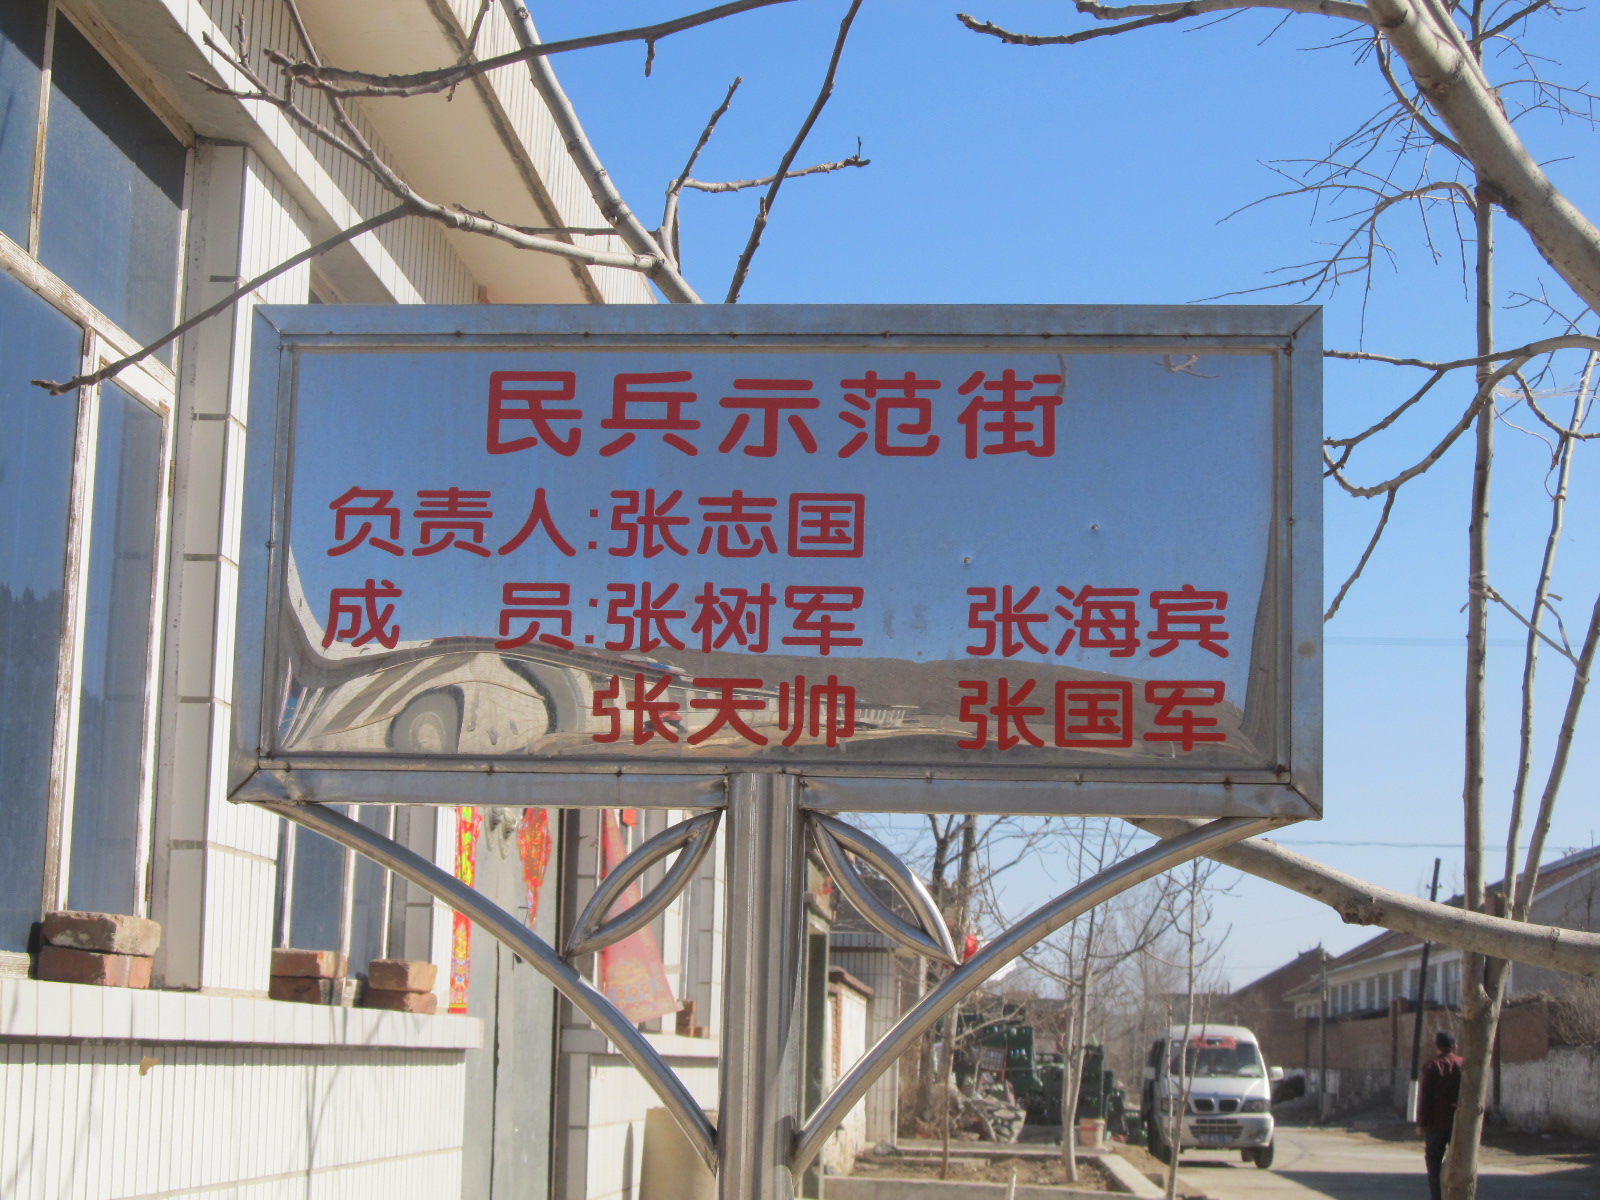 民兵示范街
负责人:张志国
成 员:张树军 张海宾
张天帅 张国军